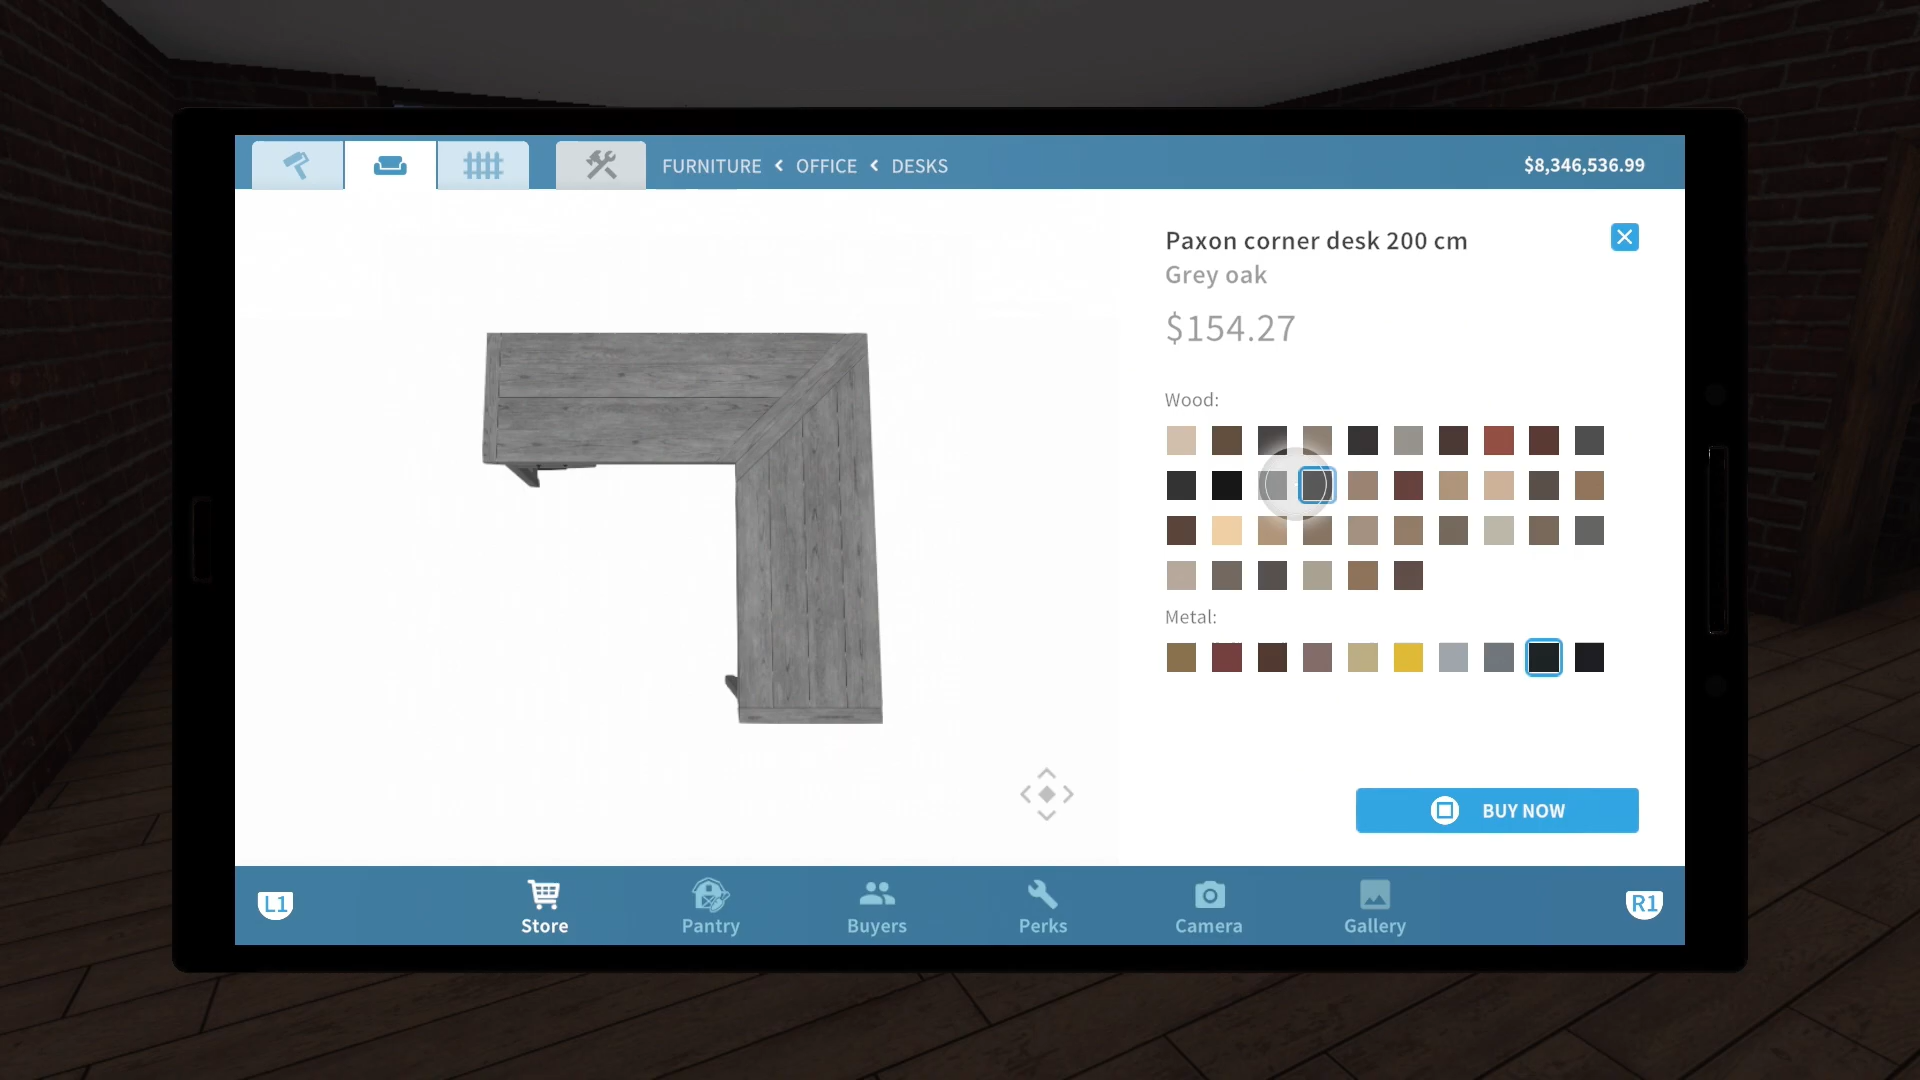 FURNITURE < OFFICE < DESKS
$8,346,536.99
Paxon corner desk 200 cm
Grey oak
$154.27
Wood:
Metal:
BUY NOW
L1
Store
Pantry
Buyers
Perks
Camera
Gallery
R1